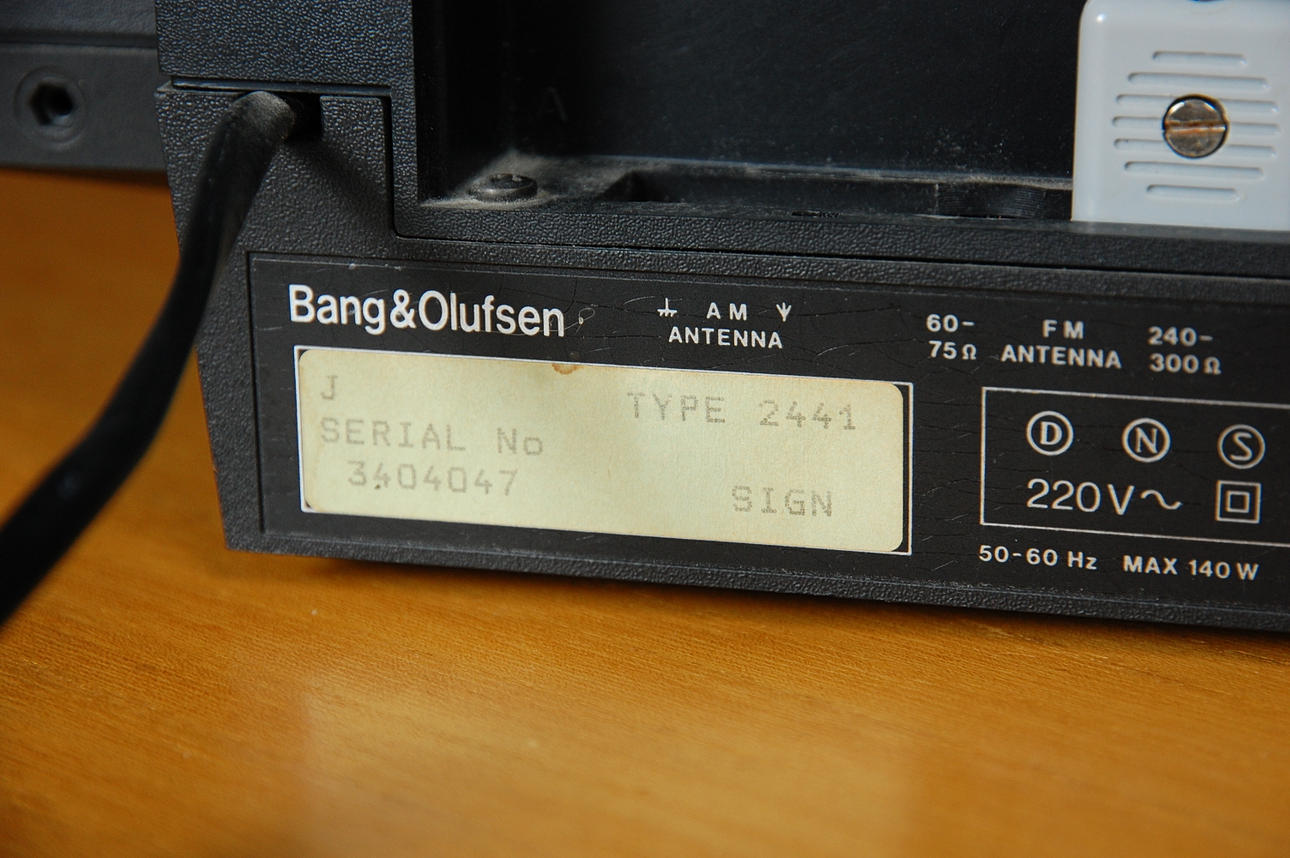 Bang&Olufsen
AM
ANTENNA
60-
75Ω
FM
ANTENNA
240-
300Ω
J
TYPE 2441
SERIAL No
3404047
SIGN
D N S
220V~
50-60 Hz MAX 140W